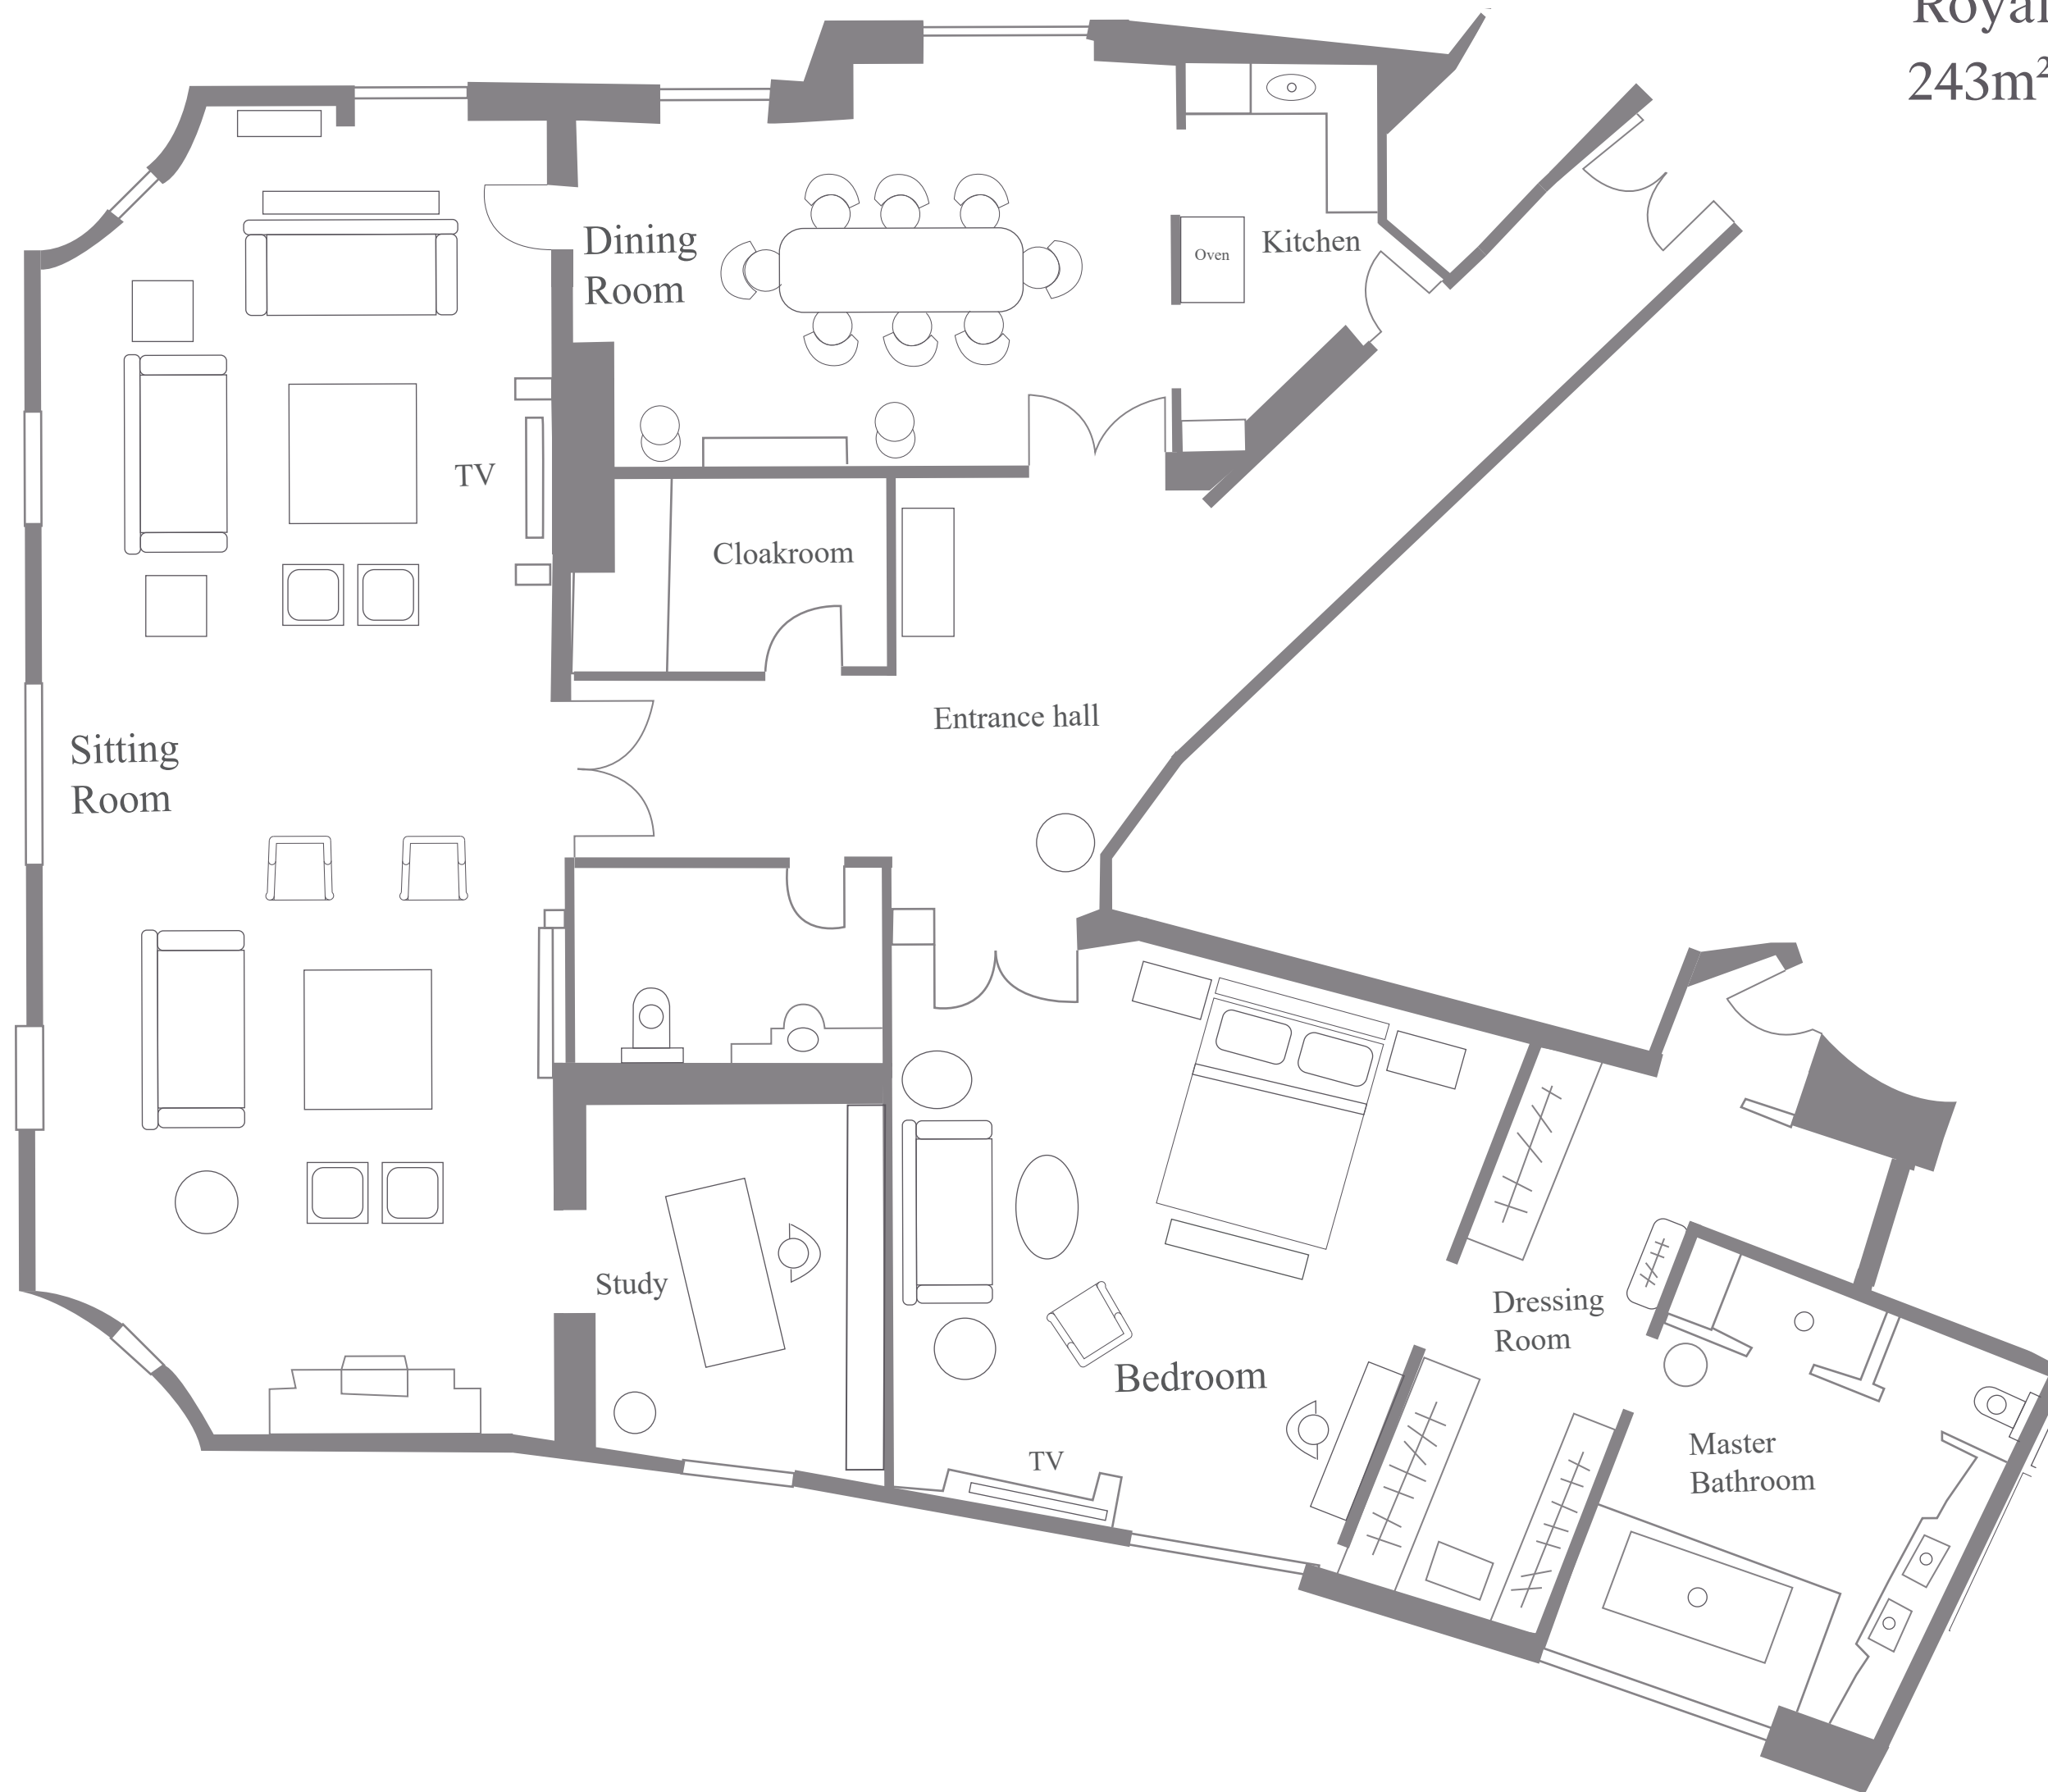 Royal
243m²
Dining
Room
Oven
Kitchen
TV
Cloakroom
Entrance hall
Sitting
Room
Study
Dressing
Room
Bedroom
Master
Bathroom
TV